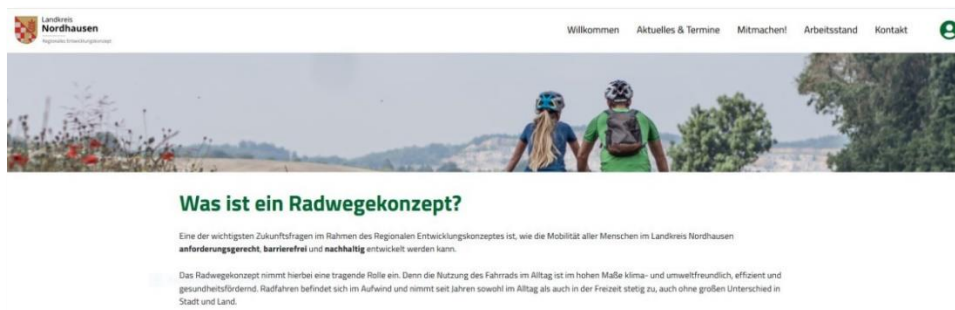 Landkreis
Nordhausen
Regionales Entwicklungskonzept
Willkommen Aktuelles & Termine Mitmachen! Arbeitsstand Kontakt
Was ist ein Radwegekonzept?
Eine der wichtigsten Zukunftsfragen im Rahmen des Regionalen Entwicklungskonzeptes ist, wie die Mobilität aller Menschen im Landkreis Nordhausen
anforderungsgerecht, barrierefrei und nachhaltig entwickelt werden kann.
Das Radwegekonzept nimmt hierbei eine tragende Rolle ein. Denn die Nutzung des Fahrrads im Alltag ist im hohen Maße klima- und umweltfreundlich, effizient und
gesundheitsfördernd. Radfahren befindet sich im Aufwind und nimmt seit Jahren sowohl im Alltag als auch in der Freizeit stetig zu, auch ohne großen Unterschied in
Stadt und Land.